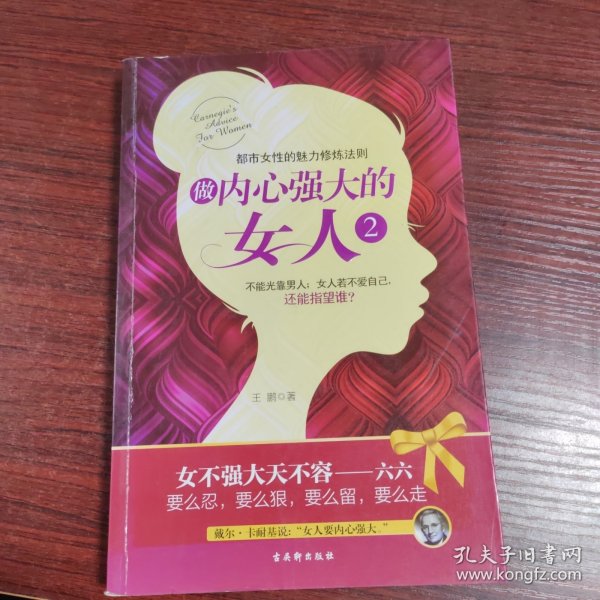 Carnegie's
Advice
For Women
都市女性的魅力修炼法则
做内心强大的
女人2
不能光靠男人；女人若不爱自己，
还能指望谁？
王鹏◎著
女不强大天不容——六六
要么忍，要么狠，要么留，要么走
戴尔·卡耐基说：“女人要内心强大。”
古吴轩出版社
孔夫子旧书网
www.kongfz.com